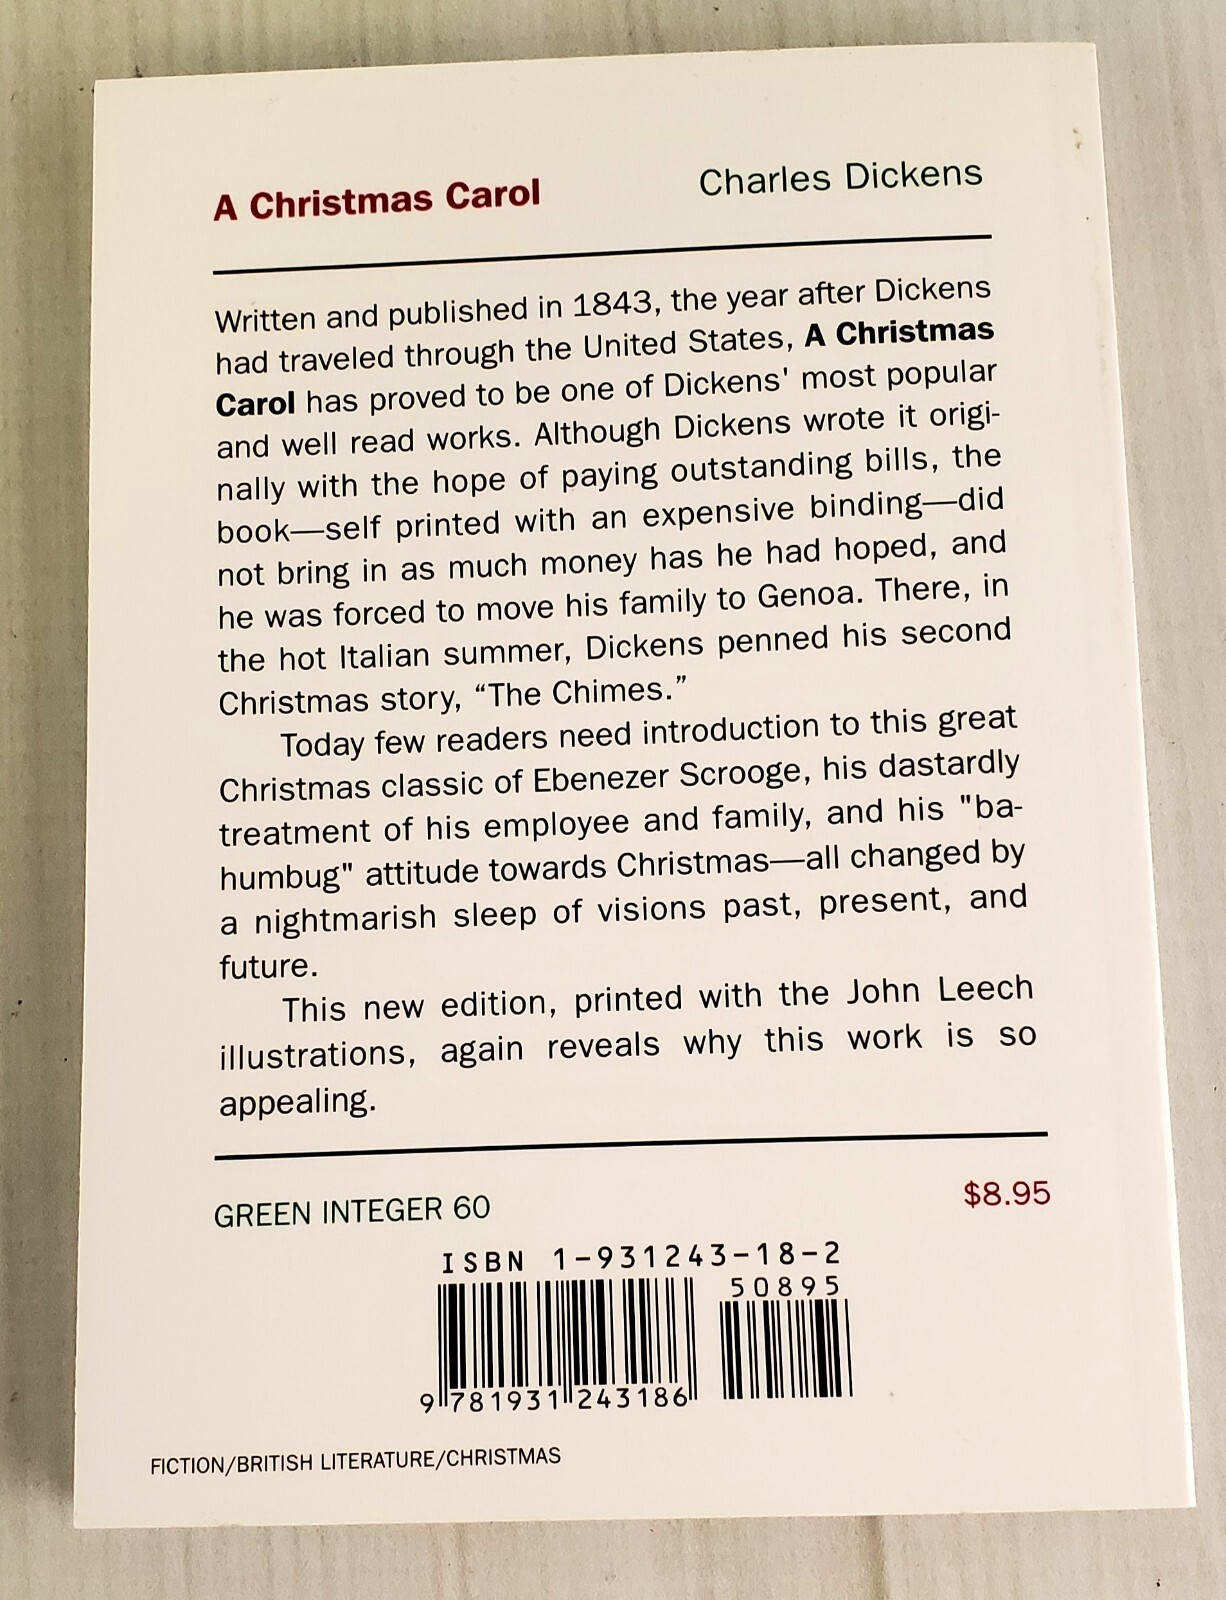 A Christmas Carol Charles Dickens
Written and published in 1843, the year after Dickens
had traveled through the United States, A Christmas
Carol has proved to be one of Dickens' most popular
and well read works. Although Dickens wrote it origi-
nally with the hope of paying outstanding bills, the
book—self printed with an expensive binding—did
not bring in as much money has he had hoped, and
he was forced to move his family to Genoa. There, in
the hot Italian summer, Dickens penned his second
Christmas story, “The Chimes.”
Today few readers need introduction to this great
Christmas classic of Ebenezer Scrooge, his dastardly
treatment of his employee and family, and his "ba-
humbug" attitude towards Christmas—all changed by
a nightmarish sleep of visions past, present, and
future.
This new edition, printed with the John Leech
illustrations, again reveals why this work is so
appealing.
GREEN INTEGER 60 $8.95
ISBN 1-931243-18-2
50895
9 781931 243186
FICTION/BRITISH LITERATURE/CHRISTMAS